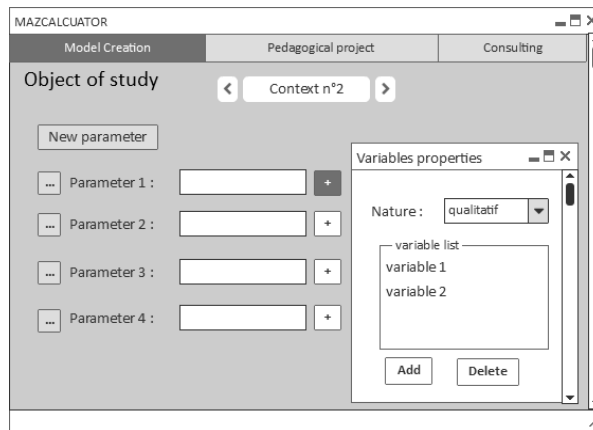 MAZCALCUATOR
Model Creation Pedagogical project Consulting
Object of study
< Context n°2 >
New parameter
... Parameter 1 : +
... Parameter 2 : +
... Parameter 3 : +
... Parameter 4 : +
Variables properties
Nature : qualitatif
variable list
variable 1
variable 2
Add Delete